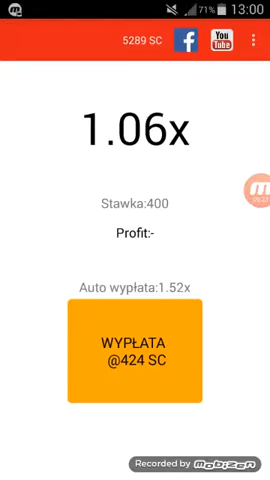 71% 13:00
5289 SC
You
Tube
1.06x
Stawka:400
Profit:-
Auto wypłata:1.52x
WYPŁATA
@424 SC
Recorded by mobizen